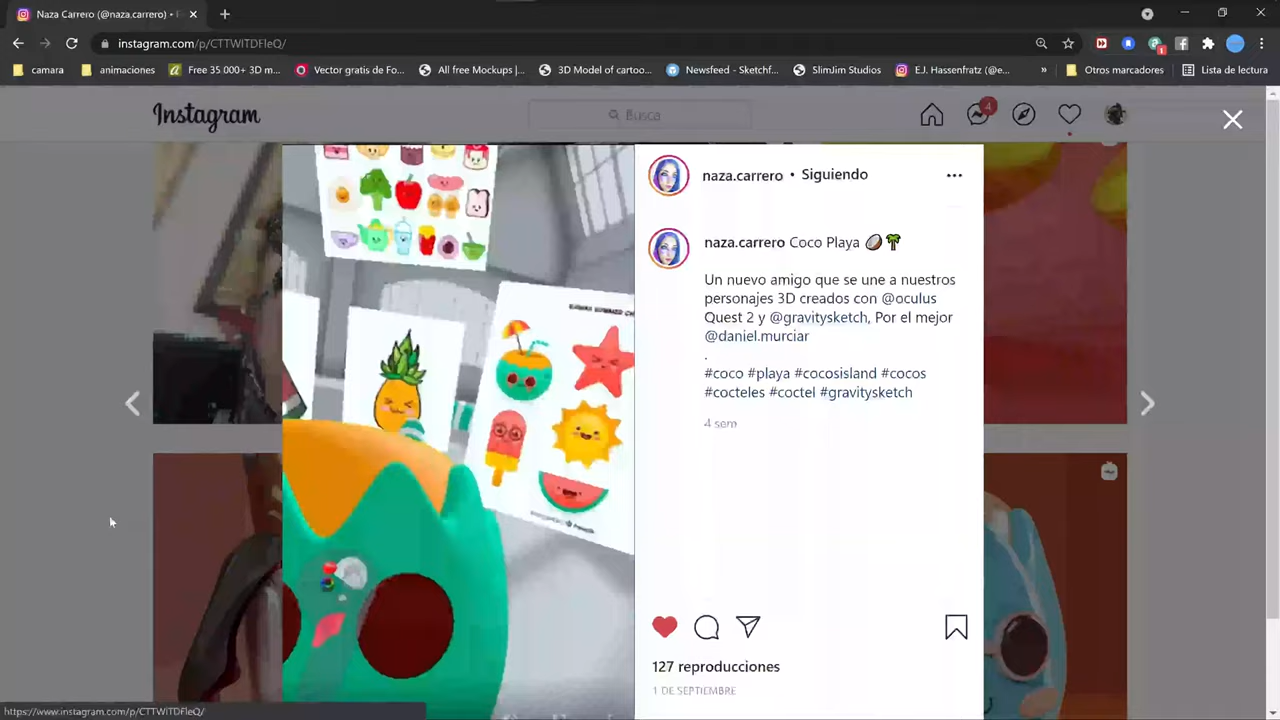 Naza Carrero (@naza.carrero) •
instagram.com/p/CTTWITDFleQ/
camara
animaciones
Free 35.000+ 3D m...
Vector gratis de Fo...
All free Mockups |...
3D Model of cartoo...
Newsfeed - Sketchf...
SlimJim Studios
E.J. Hassenfratz (@e...
»
Otros marcadores
Lista de lectura
1
Instagram
Busca
4
naza.carrero • Siguiendo
naza.carrero Coco Playa 🥥🌴
Un nuevo amigo que se une a nuestros
personajes 3D creados con @oculus
Quest 2 y @gravitysketch, Por el mejor
@daniel.murciar
.
#coco #playa #cocosisland #cocos
#cocteles #coctel #gravitysketch
4 sem
127 reproducciones
1 DE SEPTIEMBRE
https://www.instagram.com/p/CTTWITDFleQ/